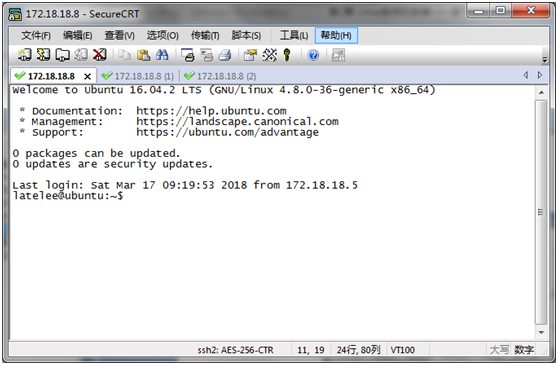 172.18.18.8 - SecureCRT
文件(F) 编辑(E) 查看(V) 选项(O) 传输(T) 脚本(S) 工具(L) 帮助(H)
172.18.18.8 172.18.18.8 (1) 172.18.18.8 (2)
Welcome to Ubuntu 16.04.2 LTS (GNU/Linux 4.8.0-36-generic x86_64)
* Documentation: https://help.ubuntu.com
* Management: https://landscape.canonical.com
* Support: https://ubuntu.com/advantage
0 packages can be updated.
0 updates are security updates.
Last login: Sat Mar 17 09:19:53 2018 from 172.18.18.5
latelee@ubuntu:~$
ssh2: AES-256-CTR 11, 19 24行, 80列 VT100 大写 数字